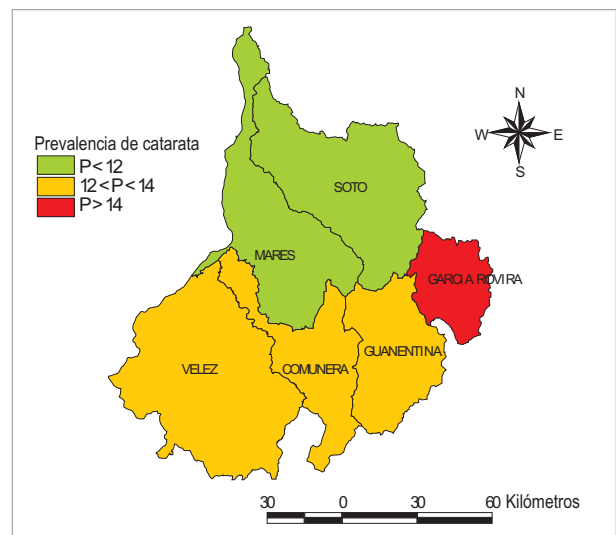 N
W E
S
Prevalencia de catarata
P< 12
12<P<14
P>14
SOTO
MARES
GARCIA ROVIRA
GUANENTINA
VELEZ
COMUNERA
30 0 30 60 Kilómetros